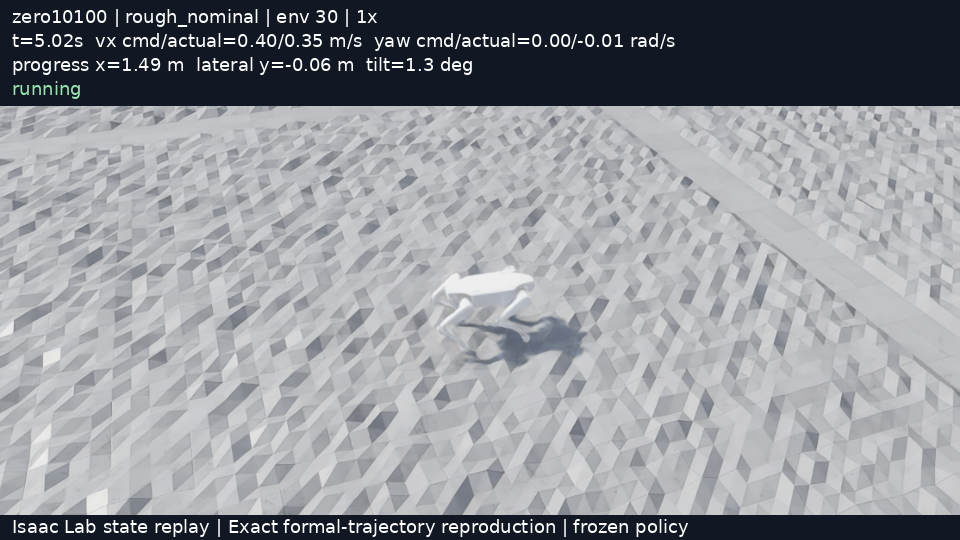 zero10100 | rough_nominal | env 30 | 1x
t=5.02s  vx cmd/actual=0.40/0.35 m/s  yaw cmd/actual=0.00/-0.01 rad/s
progress x=1.49 m  lateral y=-0.06 m  tilt=1.3 deg
running
Isaac Lab state replay | Exact formal-trajectory reproduction | frozen policy